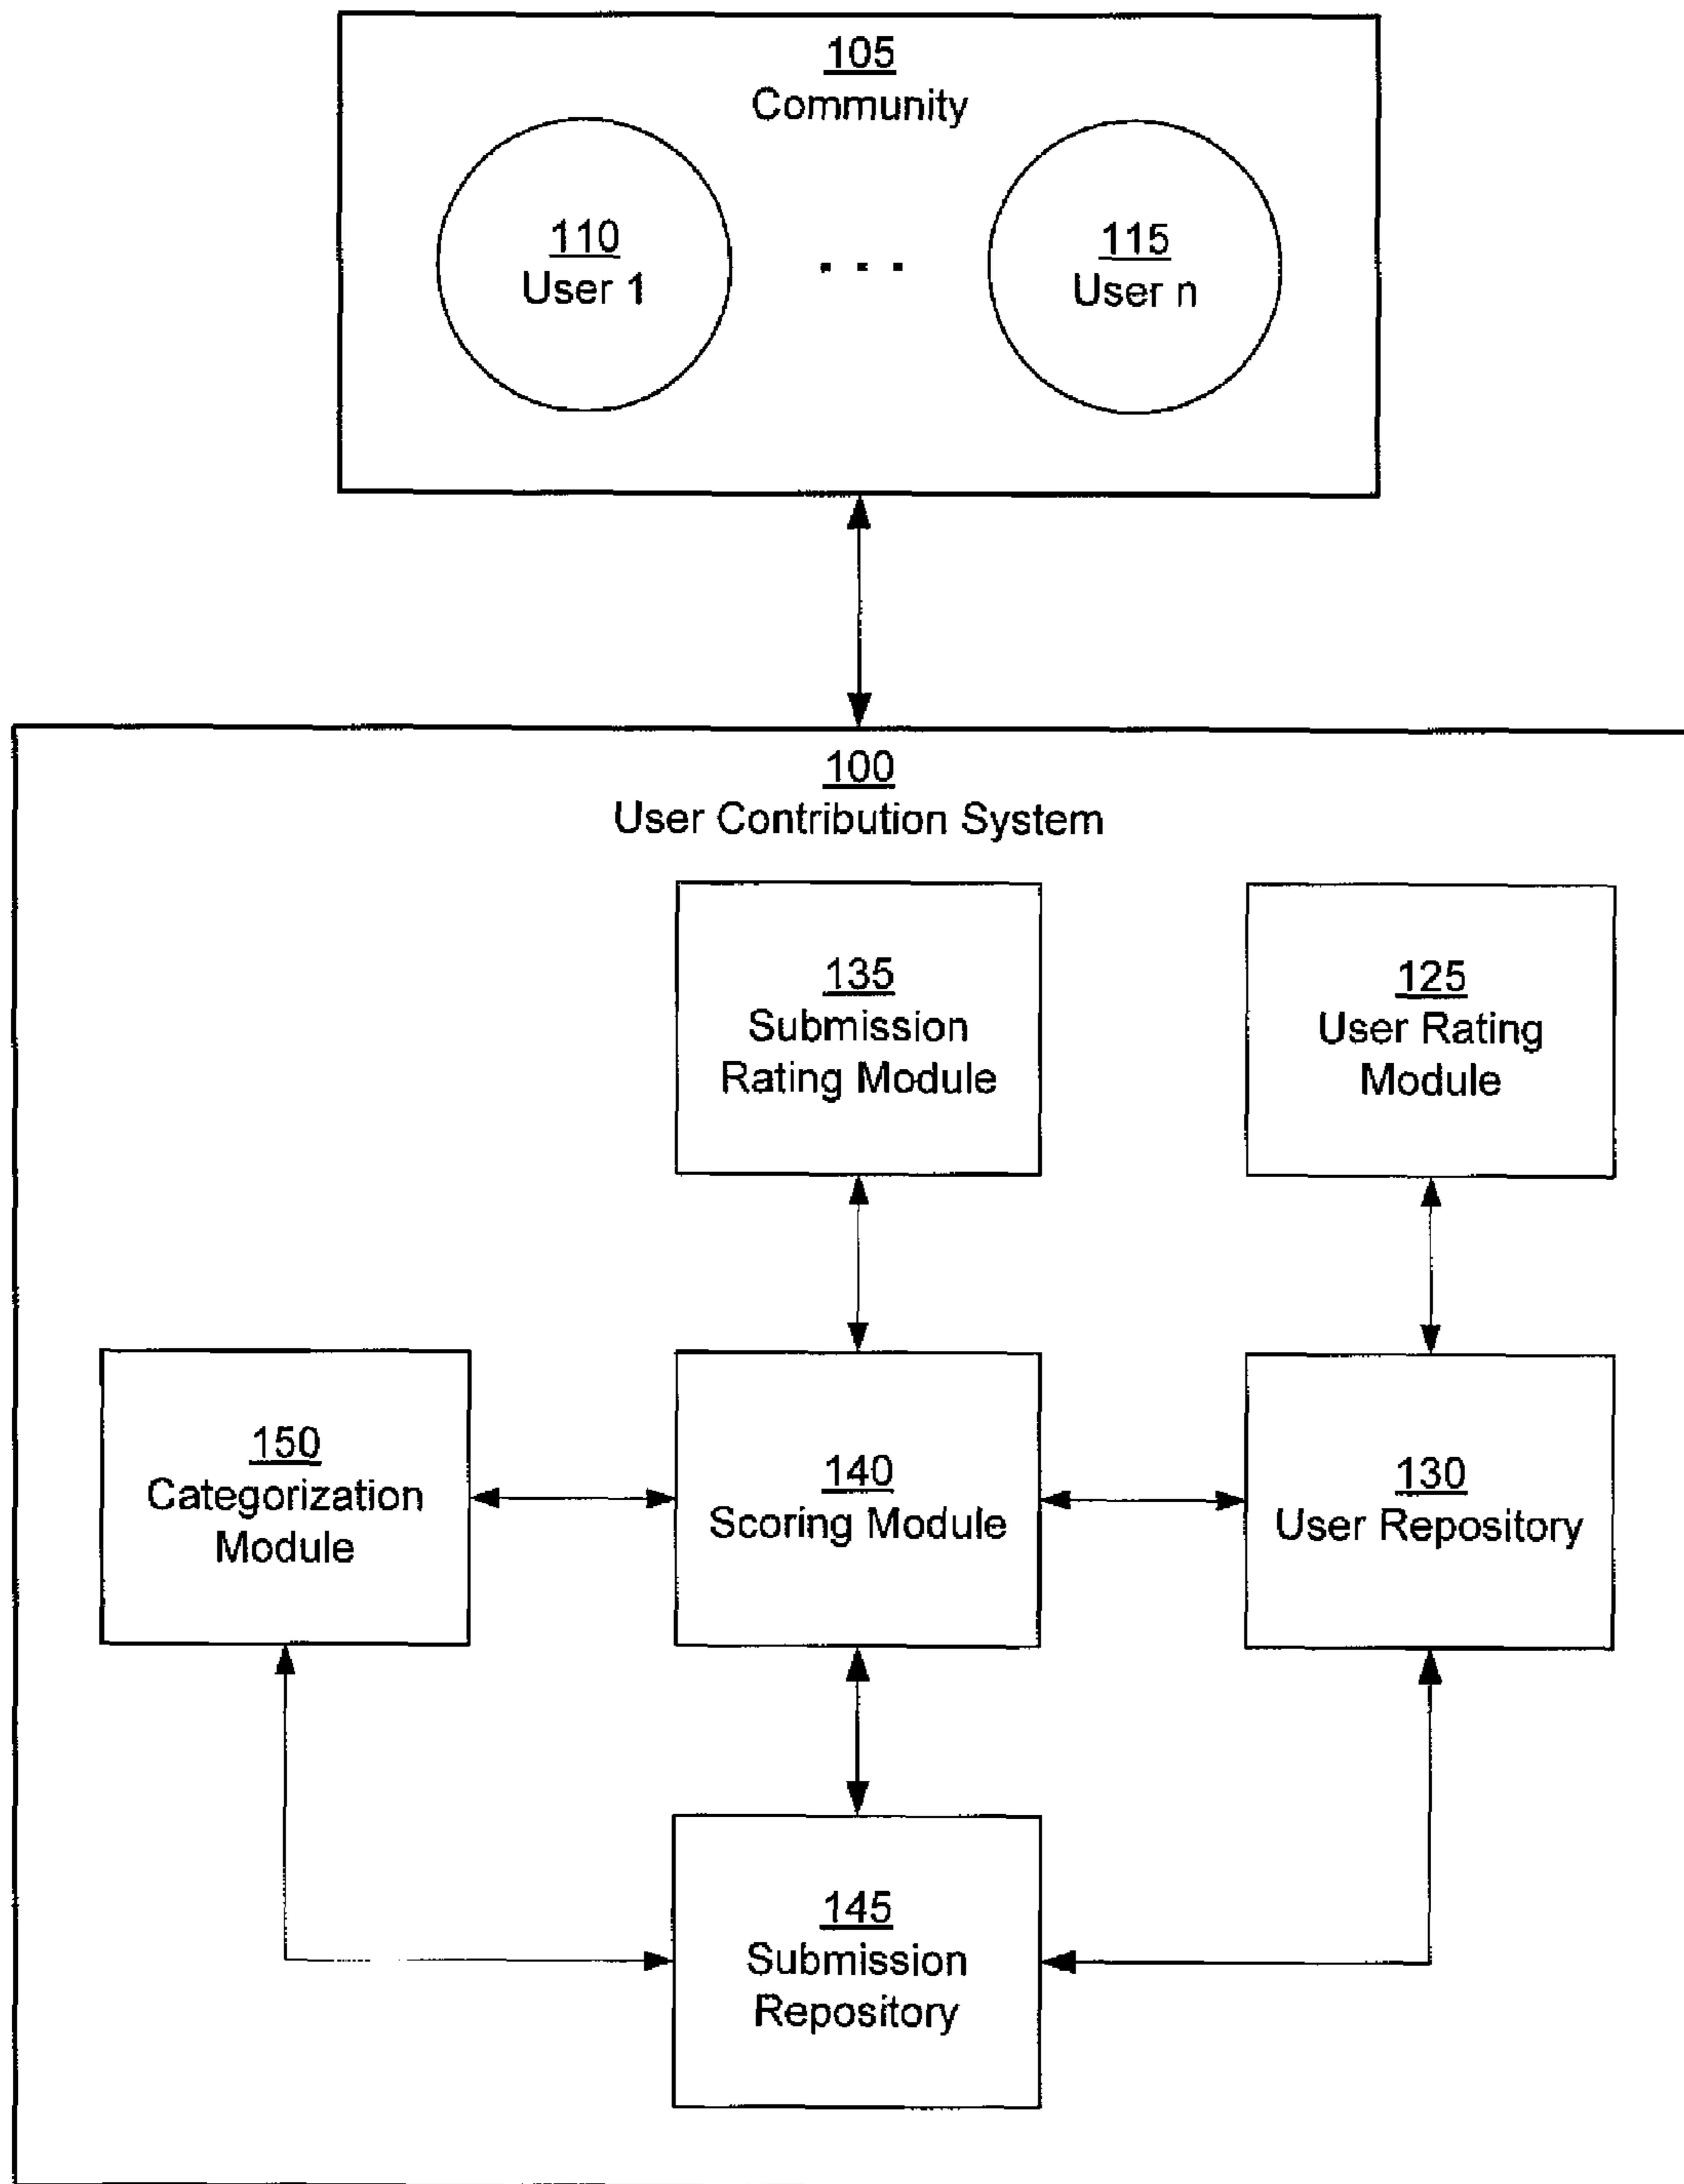 105
Community
110
User 1
. . .
115
User n
100
User Contribution System
135
Submission
Rating Module
125
User Rating
Module
150
Categorization
Module
140
Scoring Module
130
User Repository
145
Submission
Repository